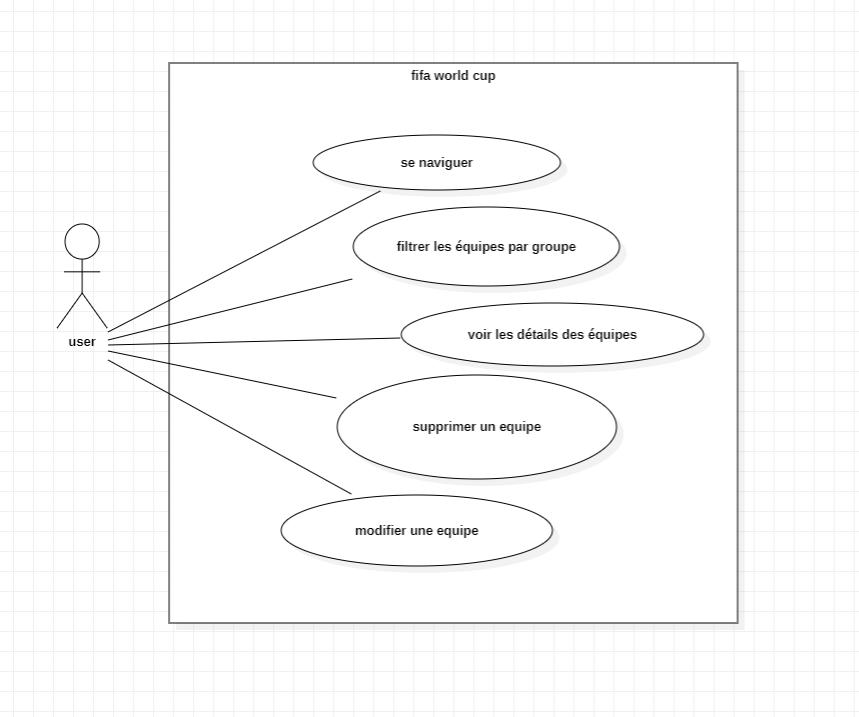 fifa world cup
se naviguer
filtrer les équipes par groupe
voir les détails des équipes
user
supprimer un equipe
modifier une equipe